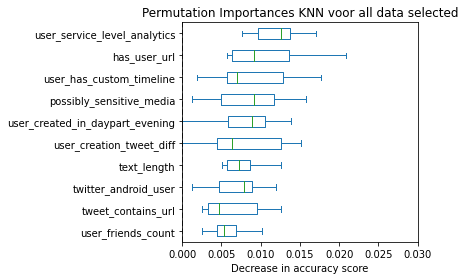 Permutation Importances KNN voor all data selected
user_service_level_analytics
has_user_url
user_has_custom_timeline
possibly_sensitive_media
user_created_in_daypart_evening
user_creation_tweet_diff
text_length
twitter_android_user
tweet_contains_url
user_friends_count
0.000 0.005 0.010 0.015 0.020 0.025 0.030
Decrease in accuracy score